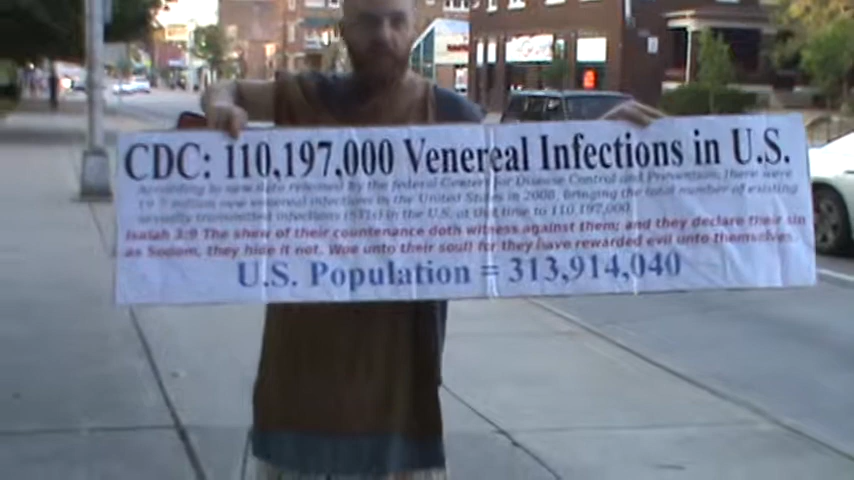 CDC: 110,197,000 Venereal Infections in U.S.
According to new data released by the federal Centers for Disease Control and Prevention, there were
19.7 million new venereal infections in the United States in 2008, bringing the total number of existing
sexually transmitted infections (STIs) in the U.S. at that time to 110,197,000
Isaiah 3:9 The shew of their countenance doth witness against them; and they declare their sin
as Sodom, they hide it not. Woe unto their soul! for they have rewarded evil unto themselves.
U.S. Population = 313,914,040